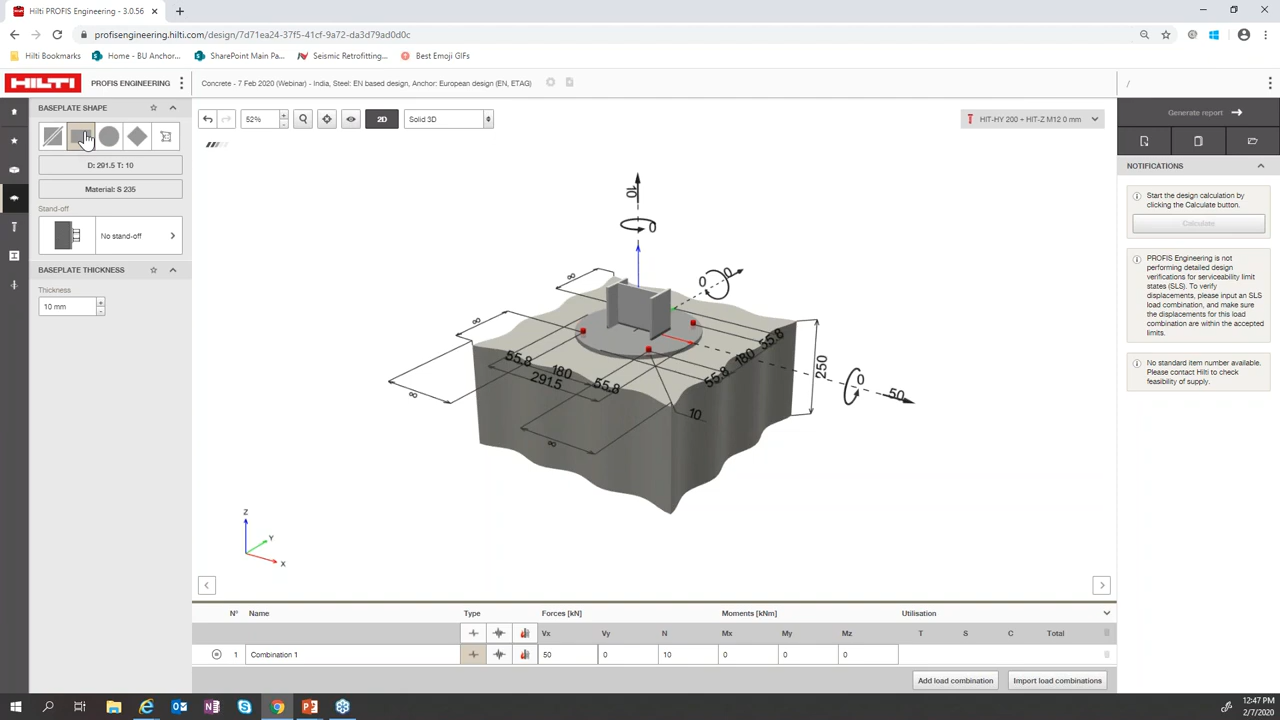 Hilti PROFIS Engineering - 3.0.56
profisengineering.hilti.com/design/7d71ea24-37f5-41cf-9a72-da3d79ad0d0c
Hilti Bookmarks
Home - BU Anchor...
SharePoint Main Pa...
Seismic Retrofitting...
Best Emoji GIFs
HILTI
PROFIS ENGINEERING
Concrete - 7 Feb 2020 (Webinar) - India, Steel: EN based design, Anchor: European design (EN, ETAG)
/
BASEPLATE SHAPE
52%
2D
Solid 3D
HIT-HY 200 + HIT-Z M12 0 mm
Generate report
D: 291.5 T: 10
Material: S 235
Stand-off
No stand-off
BASEPLATE THICKNESS
Thickness
10 mm
10
0
0
0
∞
∞
∞
∞
55.8
180
291.5
55.8
55.8
180
55.8
250
10
0
50
Z
Y
X
NOTIFICATIONS
Start the design calculation by
clicking the Calculate button.
Calculate
PROFIS Engineering is not
performing detailed design
verifications for serviceability limit
states (SLS). To verify
displacements, please input an SLS
load combination, and make sure
the displacements for this load
combination are within the accepted
limits.
No standard item number available.
Please contact Hilti to check
feasibility of supply.
N° Name Type Forces [kN] Moments [kNm] Utilisation
Vx Vy N Mx My Mz T S C Total
1 Combination 1 50 0 10 0 0 0
Add load combination
Import load combinations
12:47 PM
2/7/2020